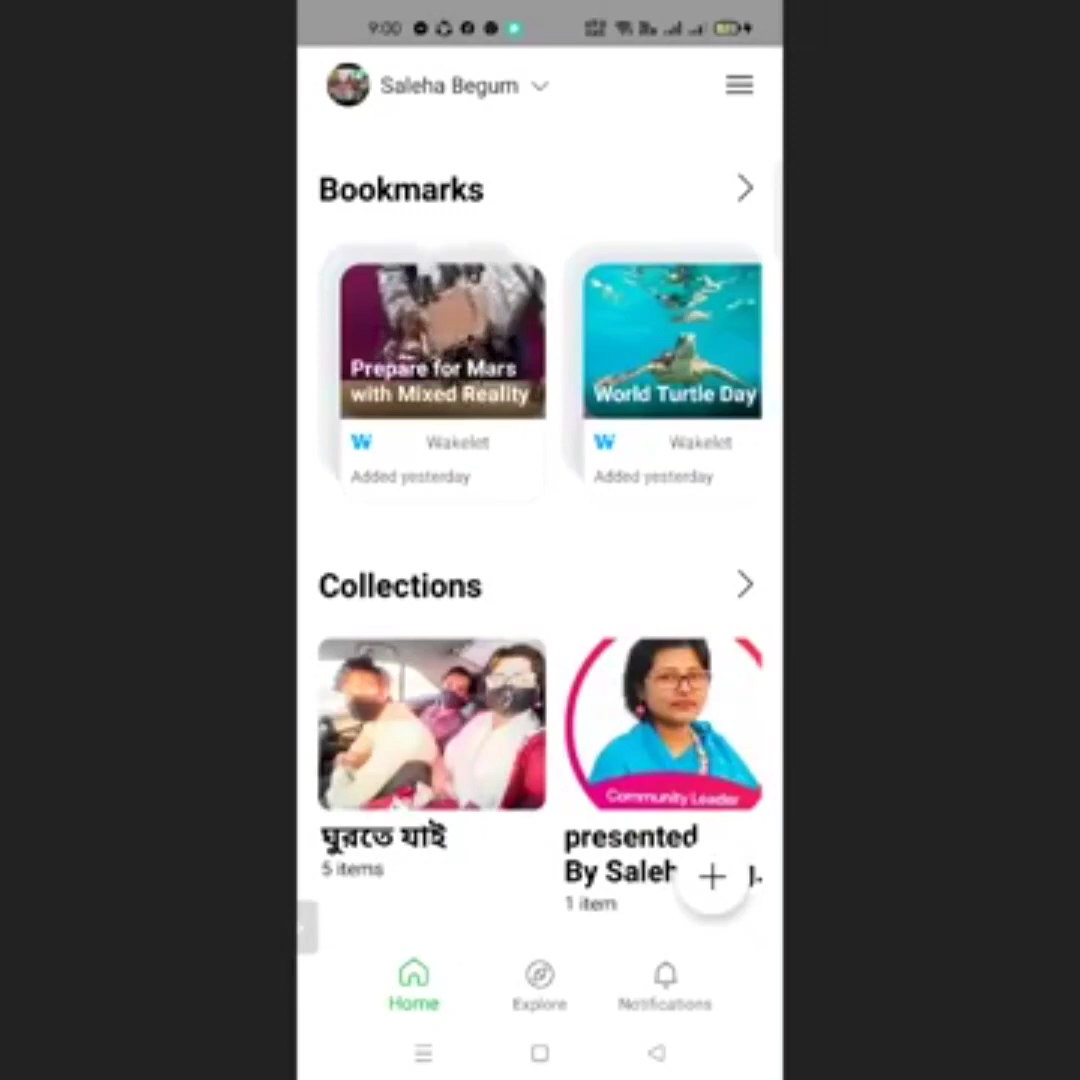 9:00
Saleha Begum
Bookmarks
Prepare for Mars
with Mixed Reality
World Turtle Day
W Wakelet
W Wakelet
Added yesterday
Added yesterday
Collections
Community Leader
ঘুরতে যাই
5 items
presented
By Saleh
1 item
Home
Explore
Notifications